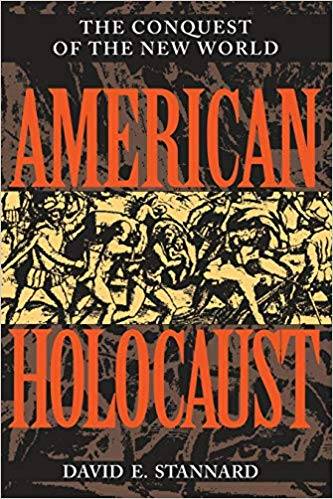 THE CONQUEST
OF THE NEW WORLD
AMERICAN
HOLOCAUST
DAVID E. STANNARD